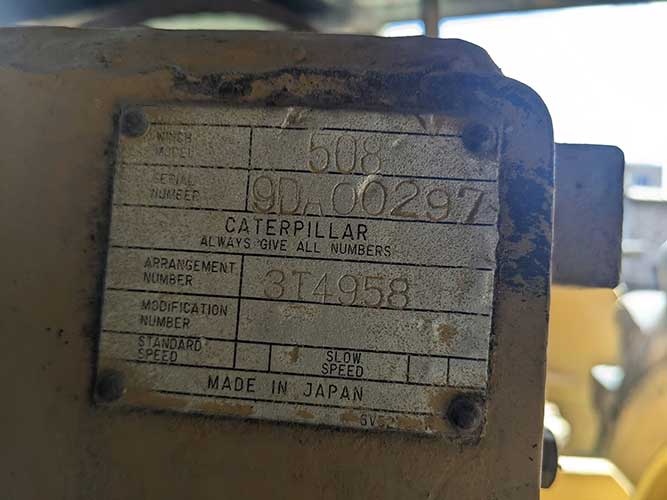 WINCH MODEL 508
SERIAL NUMBER 9DA00297
CATERPILLAR
ALWAYS GIVE ALL NUMBERS
ARRANGEMENT NUMBER 3T4958
MODIFICATION NUMBER
STANDARD SPEED SLOW SPEED
MADE IN JAPAN